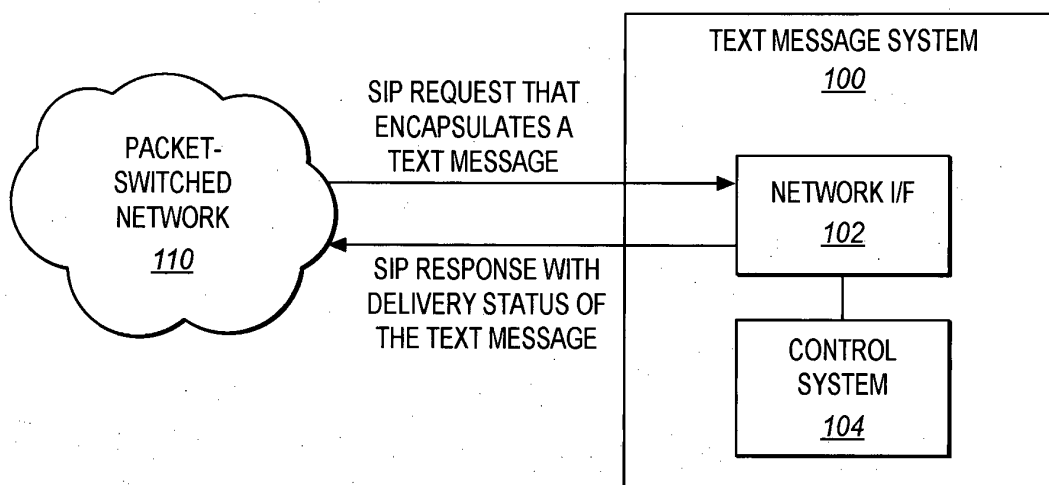 TEXT MESSAGE SYSTEM
100
SIP REQUEST THAT
ENCAPSULATES A
TEXT MESSAGE
PACKET-
SWITCHED
NETWORK
110
NETWORK I/F
102
SIP RESPONSE WITH
DELIVERY STATUS OF
THE TEXT MESSAGE
CONTROL
SYSTEM
104